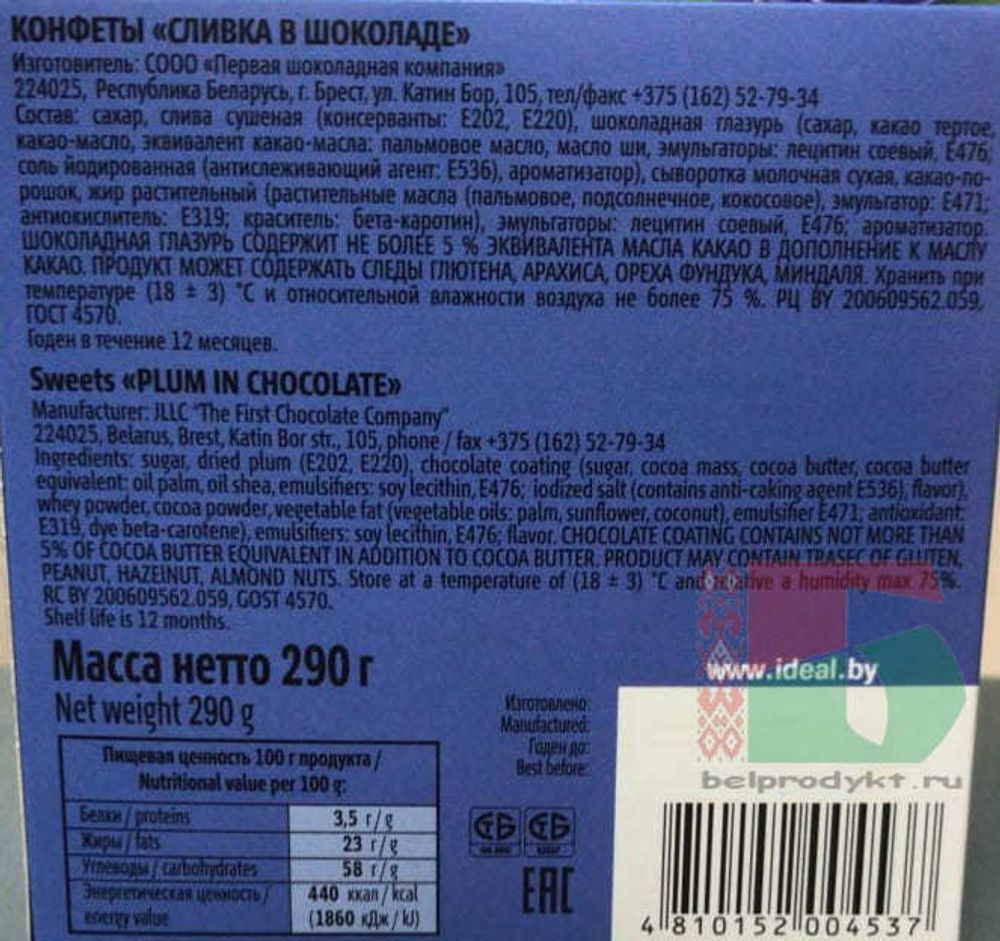 КОНФЕТЫ «СЛИВКА В ШОКОЛАДЕ»
Изготовитель: СООО «Первая шоколадная компания»
224025, Республика Беларусь, г. Брест, ул. Катин Бор, 105, тел/факс +375 (162) 52-79-34
Состав: сахар, слива сушеная (консерванты: Е202, Е220), шоколадная глазурь (сахар, какао тертое,
какао-масло, эквивалент какао-масла: пальмовое масло, масло ши, эмульгаторы: лецитин соевый, Е476;
соль йодированная (антислеживающий агент: Е536), ароматизатор), сыворотка молочная сухая, какао-по-
рошок, жир растительный (растительные масла (пальмовое, подсолнечное, кокосовое), эмульгатор: Е471;
антиокислитель: Е319; краситель: бета-каротин), эмульгаторы: лецитин соевый, Е476; ароматизатор.
ШОКОЛАДНАЯ ГЛАЗУРЬ СОДЕРЖИТ НЕ БОЛЕЕ 5 % ЭКВИВАЛЕНТА МАСЛА КАКАО В ДОПОЛНЕНИЕ К МАСЛУ
КАКАО. ПРОДУКТ МОЖЕТ СОДЕРЖАТЬ СЛЕДЫ ГЛЮТЕНА, АРАХИСА, ОРЕХА ФУНДУКА, МИНДАЛЯ. Хранить при
температуре (18 ± 3) °С и относительной влажности воздуха не более 75 %. РЦ BY 200609562.059,
ГОСТ 4570.
Годен в течение 12 месяцев.
Sweets «PLUM IN CHOCOLATE»
Manufacturer: JLLC "The First Chocolate Company"
224025, Belarus, Brest, Katin Bor str., 105, phone / fax +375 (162) 52-79-34
Ingredients: sugar, dried plum (E202, E220), chocolate coating (sugar, cocoa mass, cocoa butter, cocoa butter
equivalent: oil palm, oil shea, emulsifiers: soy lecithin, E476; iodized salt (contains anti-caking agent E536), flavor),
whey powder, cocoa powder, vegetable fat (vegetable oils: palm, sunflower, coconut), emulsifier E471; antioxidant:
E319, dye beta-carotene), emulsifiers: soy lecithin, E476; flavor. CHOCOLATE COATING CONTAINS NOT MORE THAN
5% OF COCOA BUTTER EQUIVALENT IN ADDITION TO COCOA BUTTER. PRODUCT MAY CONTAIN TRASEC OF GLUTEN,
PEANUT, HAZEINUT, ALMOND NUTS. Store at a temperature of (18 ± 3) °C and relative a humidity max 75%.
RC BY 200609562.059, GOST 4570.
Shelf life is 12 months.
Масса нетто 290 г
Net weight 290 g
www.ideal.by
Изготовлено:
Manufactured:
Годен до:
Best before:
belprodykt.ru
Пищевая ценность 100 г продукта /
Nutritional value per 100 g:
Белки / proteins 3,5 г/g
Жиры / fats 23 г/g
Углеводы / carbohydrates 58 г/g
Энергетическая ценность / 440 ккал/kcal
energy value (1860 кДж/kJ)
СТБ СТБ
ЕАС
4 810152 004537